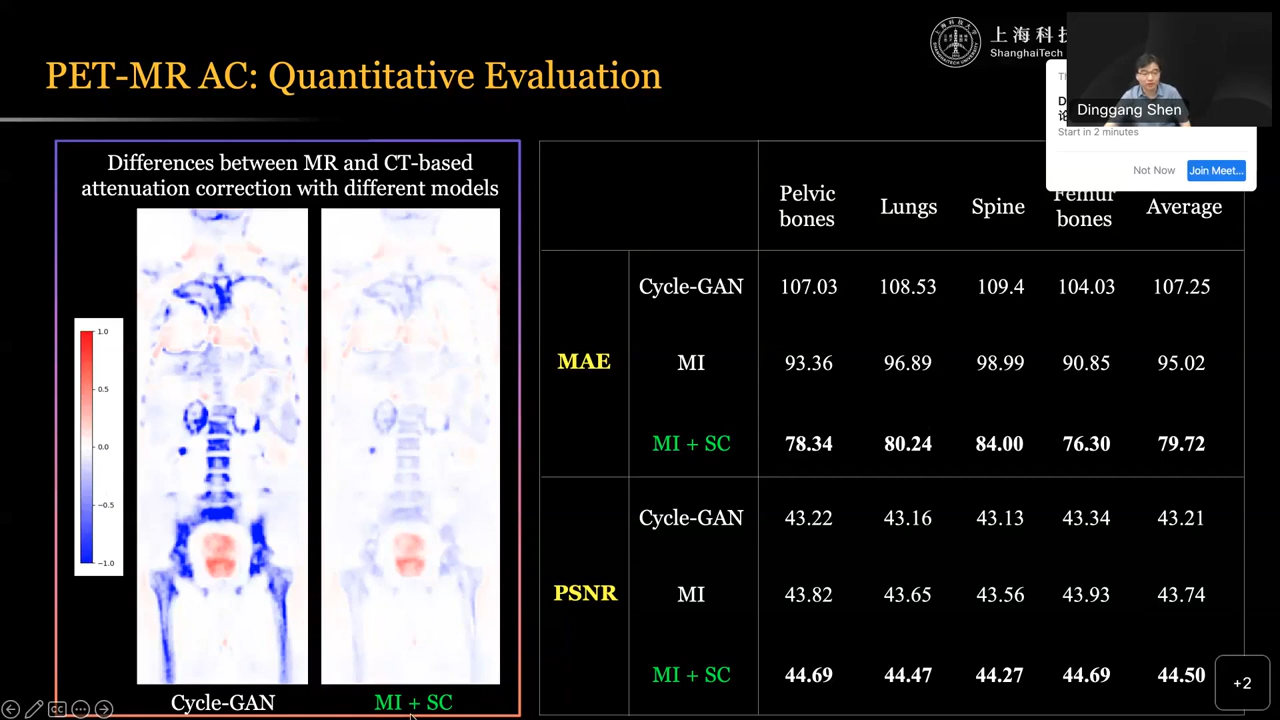 PET-MR AC: Quantitative Evaluation
上海科技
ShanghaiTech
Dinggang Shen
Start in 2 minutes
Not Now
Join Meet...
Differences between MR and CT-based
attenuation correction with different models
1.0
0.5
0.0
−0.5
−1.0
Cycle-GAN
MI + SC
Pelvic bones Lungs Spine Femur bones Average
MAE
Cycle-GAN 107.03 108.53 109.4 104.03 107.25
MI 93.36 96.89 98.99 90.85 95.02
MI + SC 78.34 80.24 84.00 76.30 79.72
PSNR
Cycle-GAN 43.22 43.16 43.13 43.34 43.21
MI 43.82 43.65 43.56 43.93 43.74
MI + SC 44.69 44.47 44.27 44.69 44.50
CC
+2